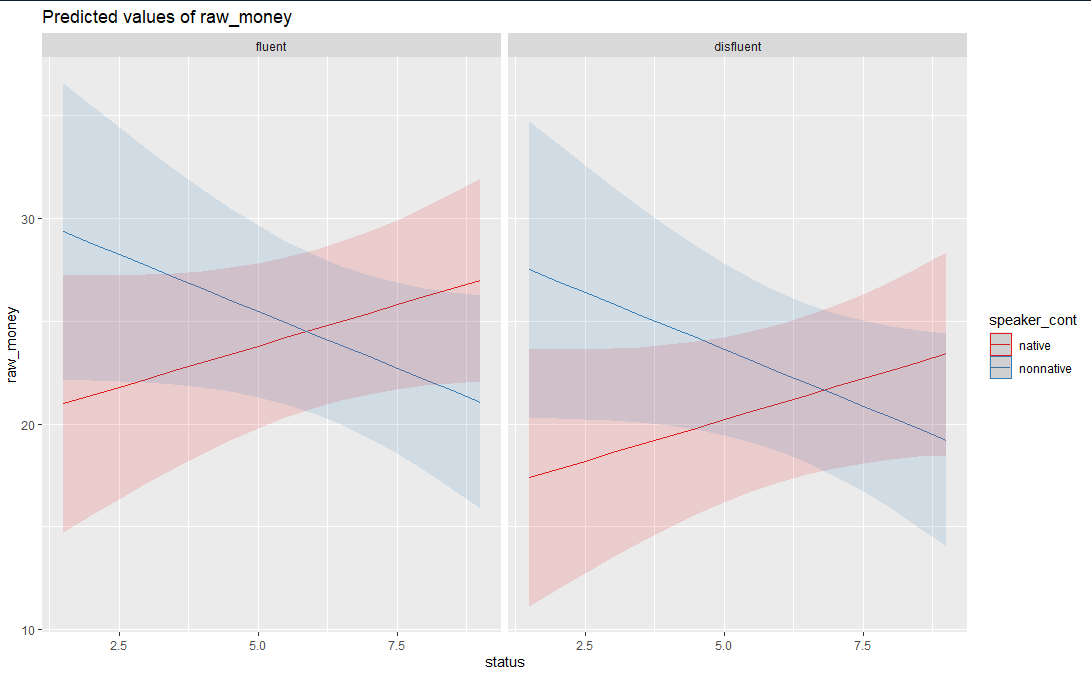 Predicted values of raw_money
fluent
disfluent
30
20
10
raw_money
2.5
5.0
7.5
2.5
5.0
7.5
status
speaker_cont
native
nonnative